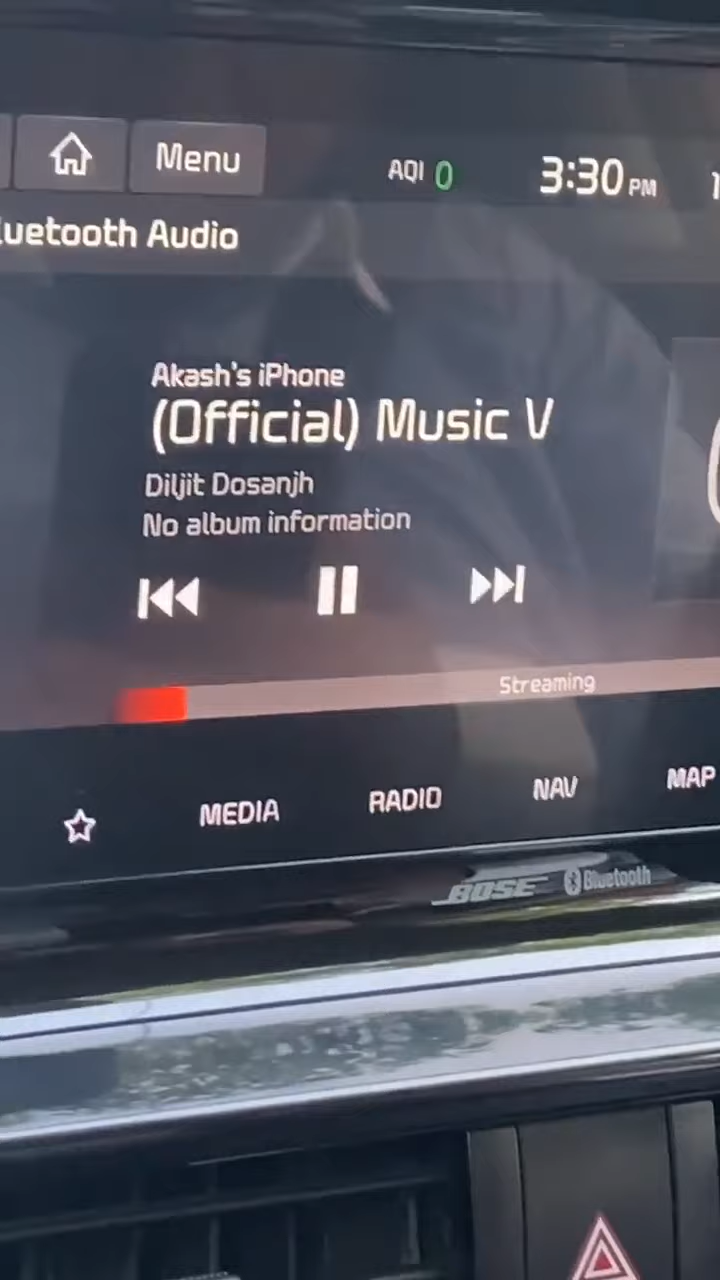 Menu
AQI 0
3:30 PM
luetooth Audio
Akash's iPhone
(Official) Music V
Diljit Dosanjh
No album information
Streaming
MEDIA
RADIO
NAV
MAP
BOSE
Bluetooth